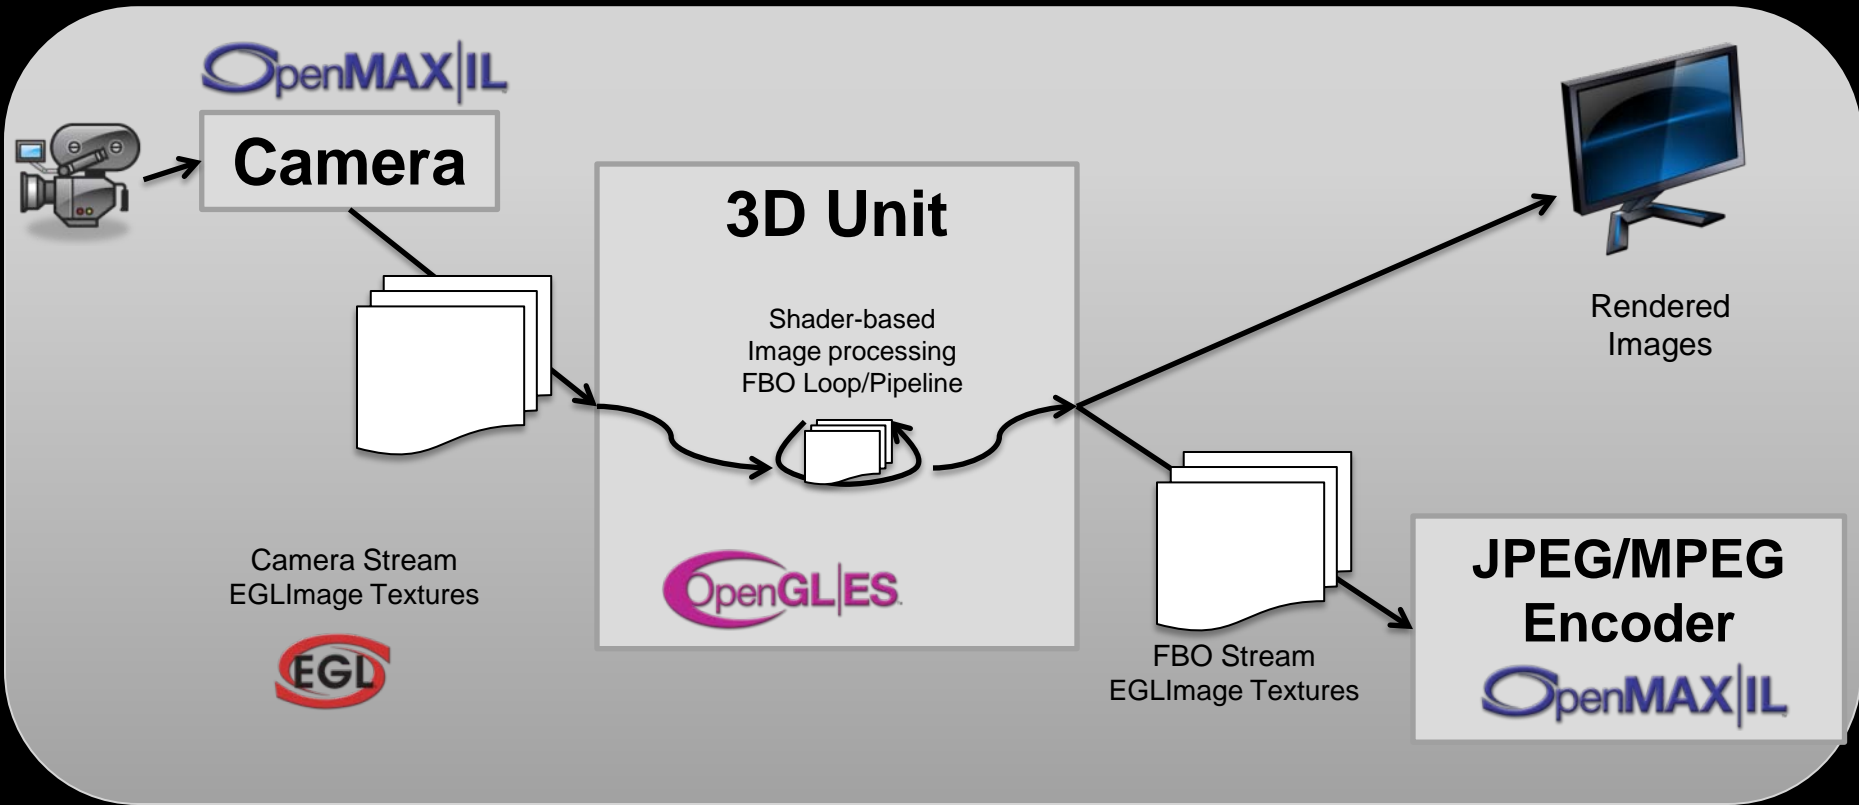 OpenMAX|IL
Camera
3D Unit
Shader-based
Image processing
FBO Loop/Pipeline
OpenGL|ES
Camera Stream
EGLImage Textures
EGL
Rendered
Images
FBO Stream
EGLImage Textures
JPEG/MPEG
Encoder
OpenMAX|IL